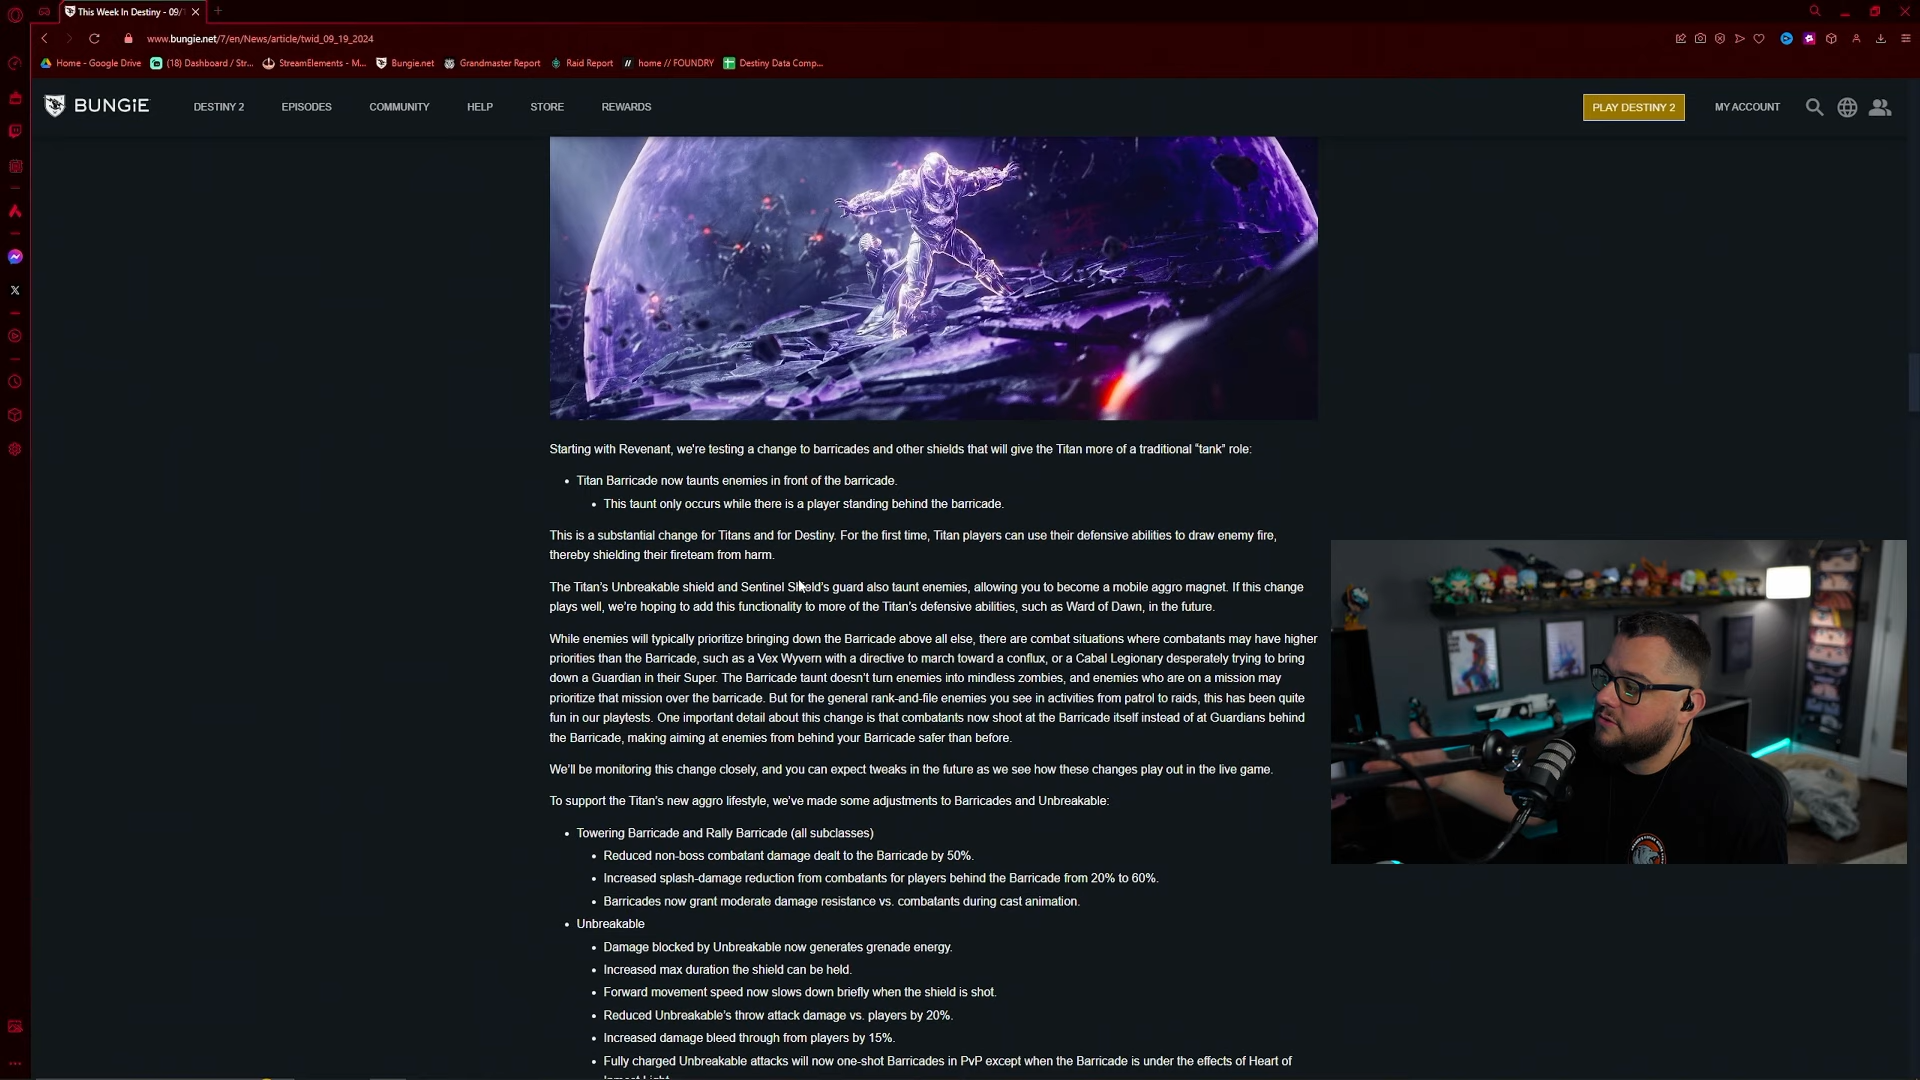 This Week In Destiny - 09/1
www.bungie.net/7/en/News/article/twid_09_19_2024
Home - Google Drive (18) Dashboard / Str... StreamElements - M... Bungie.net Grandmaster Report Raid Report home // FOUNDRY Destiny Data Comp...
BUNGiE DESTINY 2 EPISODES COMMUNITY HELP STORE REWARDS PLAY DESTINY 2 MY ACCOUNT
Starting with Revenant, we're testing a change to barricades and other shields that will give the Titan more of a traditional “tank” role:
• Titan Barricade now taunts enemies in front of the barricade.
• This taunt only occurs while there is a player standing behind the barricade.
This is a substantial change for Titans and for Destiny. For the first time, Titan players can use their defensive abilities to draw enemy fire,
thereby shielding their fireteam from harm.
The Titan’s Unbreakable shield and Sentinel Shield’s guard also taunt enemies, allowing you to become a mobile aggro magnet. If this change
plays well, we’re hoping to add this functionality to more of the Titan’s defensive abilities, such as Ward of Dawn, in the future.
While enemies will typically prioritize bringing down the Barricade above all else, there are combat situations where combatants may have higher
priorities than the Barricade, such as a Vex Wyvern with a directive to march toward a conflux, or a Cabal Legionary desperately trying to bring
down a Guardian in their Super. The Barricade taunt doesn’t turn enemies into mindless zombies, and enemies who are on a mission may
prioritize that mission over the barricade. But for the general rank-and-file enemies you see in activities from patrol to raids, this has been quite
fun in our playtests. One important detail about this change is that combatants now shoot at the Barricade itself instead of at Guardians behind
the Barricade, making aiming at enemies from behind your Barricade safer than before.
We’ll be monitoring this change closely, and you can expect tweaks in the future as we see how these changes play out in the live game.
To support the Titan’s new aggro lifestyle, we’ve made some adjustments to Barricades and Unbreakable:
• Towering Barricade and Rally Barricade (all subclasses)
• Reduced non-boss combatant damage dealt to the Barricade by 50%.
• Increased splash-damage reduction from combatants for players behind the Barricade from 20% to 60%.
• Barricades now grant moderate damage resistance vs. combatants during cast animation.
• Unbreakable
• Damage blocked by Unbreakable now generates grenade energy.
• Increased max duration the shield can be held.
• Forward movement speed now slows down briefly when the shield is shot.
• Reduced Unbreakable’s throw attack damage vs. players by 20%.
• Increased damage bleed through from players by 15%.
• Fully charged Unbreakable attacks will now one-shot Barricades in PvP except when the Barricade is under the effects of Heart of
Inmost Light.